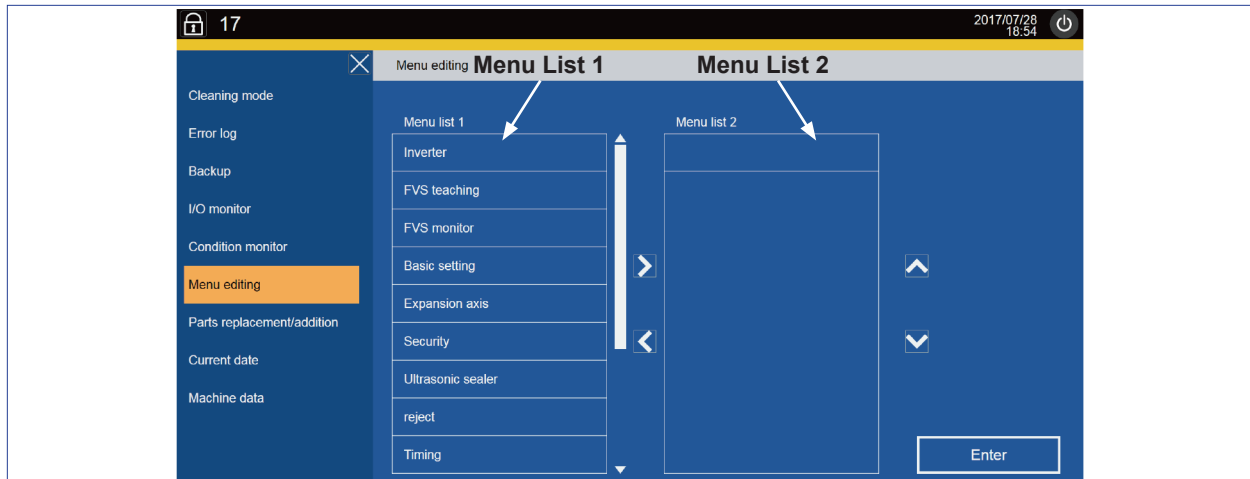 17
2017/07/28
18:54
Menu editing Menu List 1 Menu List 2
Cleaning mode
Error log
Backup
I/O monitor
Condition monitor
Menu editing
Parts replacement/addition
Current date
Machine data
Menu list 1
Inverter
FVS teaching
FVS monitor
Basic setting
Expansion axis
Security
Ultrasonic sealer
reject
Timing
Menu list 2
Enter